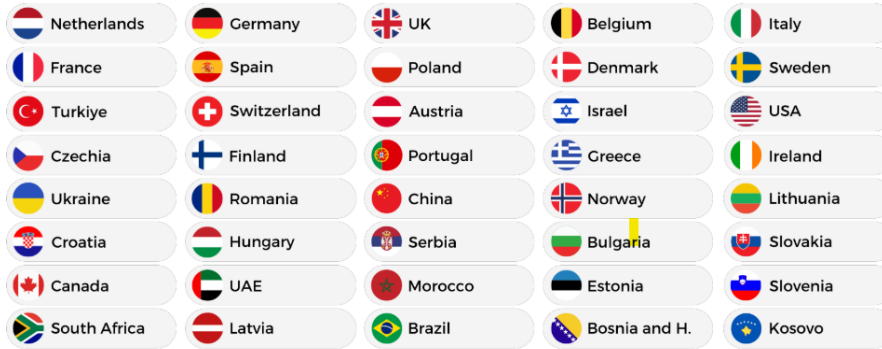 Netherlands Germany UK Belgium Italy
France Spain Poland Denmark Sweden
Turkiye Switzerland Austria Israel USA
Czechia Finland Portugal Greece Ireland
Ukraine Romania China Norway Lithuania
Croatia Hungary Serbia Bulgaria Slovakia
Canada UAE Morocco Estonia Slovenia
South Africa Latvia Brazil Bosnia and H. Kosovo